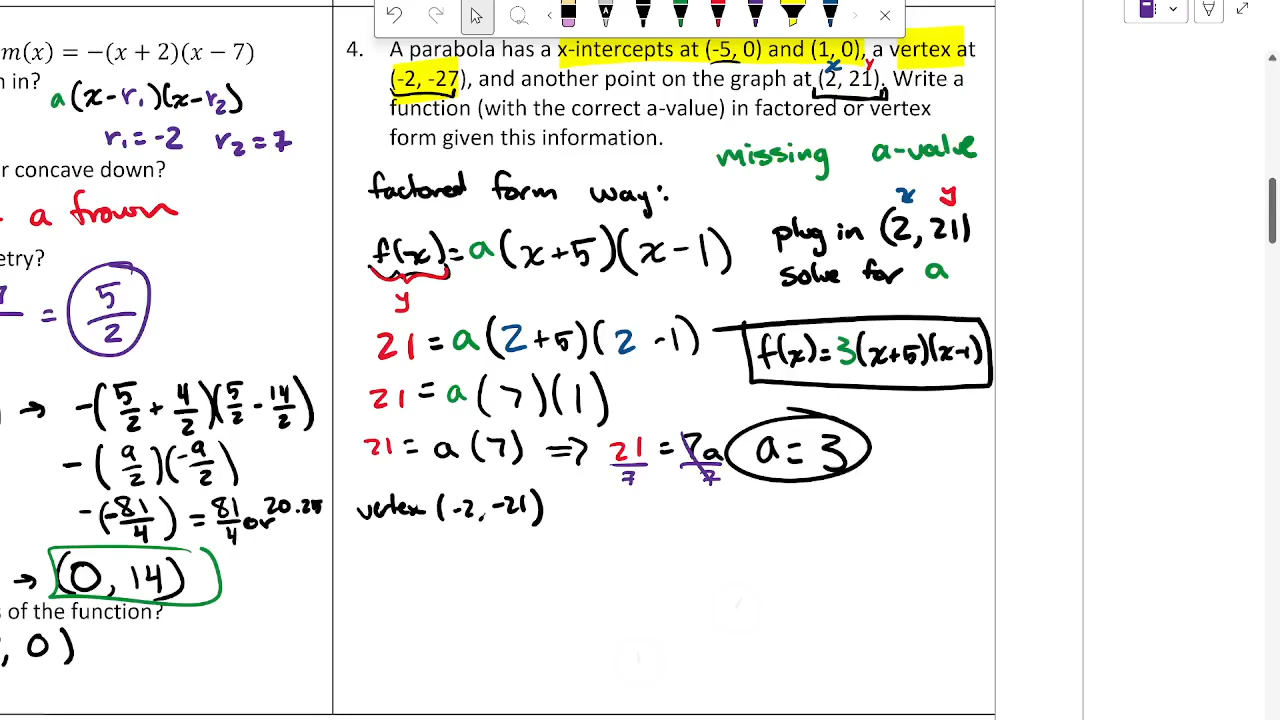 m(x) = −(x + 2)(x − 7)
n in?
a(x-r₁)(x-r₂)
r₁=-2 r₂=7
r concave down?
a frown
etry?
= 5/2
→ -(5/2 + 4/2)(5/2 - 14/2)
-(9/2)(-9/2)
-(-81/4) = 81/4 or 20.25
→ (0, 14)
s of the function?
, 0)
4. A parabola has a x-intercepts at (-5, 0) and (1, 0), a vertex at
(-2, -27), and another point on the graph at (2, 21). Write a
x y
function (with the correct a-value) in factored or vertex
form given this information.
missing a-value
factored form way:
x y
plug in (2, 21)
solve for a
f(x)=a(x+5)(x-1)
y
21=a(2+5)(2-1)
f(x)=3(x+5)(x-1)
21=a(7)(1)
21=a(7) ⇒ 21/7 = 7a/7 a=3
vertex (-2, -21)